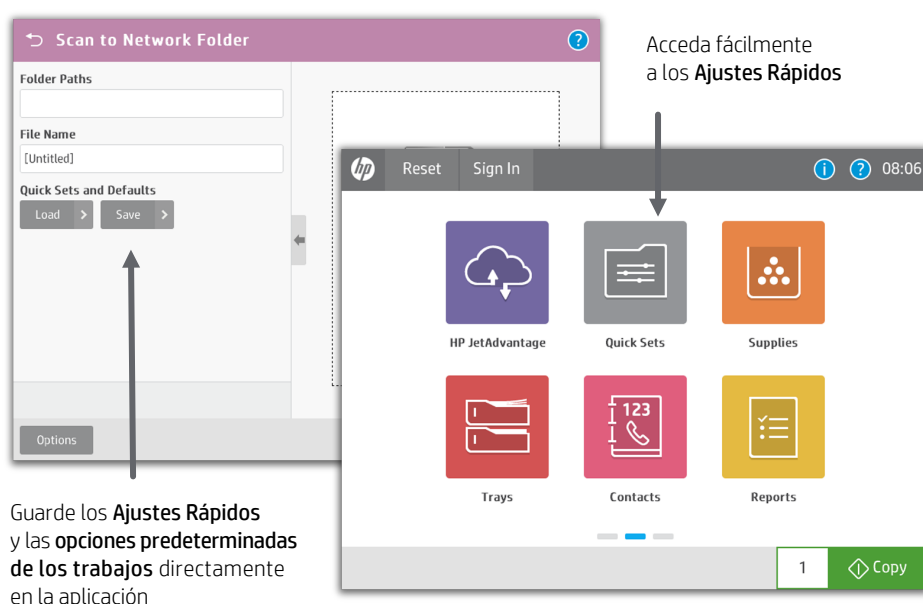 Scan to Network Folder
?
Folder Paths
File Name
[Untitled]
Quick Sets and Defaults
Load >
Save >
Options
Acceda fácilmente
a los Ajustes Rápidos
hp
Reset
Sign In
i
?
08:06
HP JetAdvantage
Quick Sets
Supplies
123
Trays
Contacts
Reports
1
Copy
Guarde los Ajustes Rápidos
y las opciones predeterminadas
de los trabajos directamente
en la aplicación